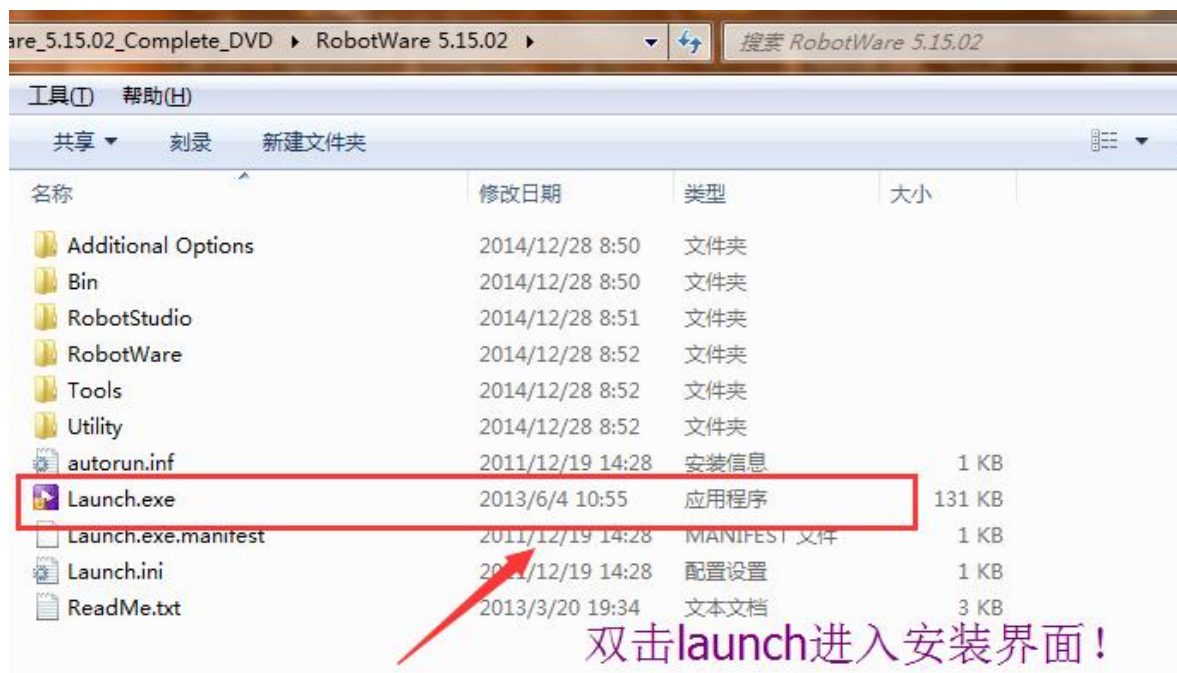 are_5.15.02_Complete_DVD RobotWare 5.15.02 搜索 RobotWare 5.15.02
工具(T) 帮助(H)
共享 刻录 新建文件夹
名称 修改日期 类型 大小
Additional Options 2014/12/28 8:50 文件夹
Bin 2014/12/28 8:50 文件夹
RobotStudio 2014/12/28 8:51 文件夹
RobotWare 2014/12/28 8:52 文件夹
Tools 2014/12/28 8:52 文件夹
Utility 2014/12/28 8:52 文件夹
autorun.inf 2011/12/19 14:28 安装信息 1 KB
Launch.exe 2013/6/4 10:55 应用程序 131 KB
Launch.exe.manifest 2011/12/19 14:28 MANIFEST 文件 1 KB
Launch.ini 2011/12/19 14:28 配置设置 1 KB
ReadMe.txt 2013/3/20 19:34 文本文档 3 KB
双击launch进入安装界面！